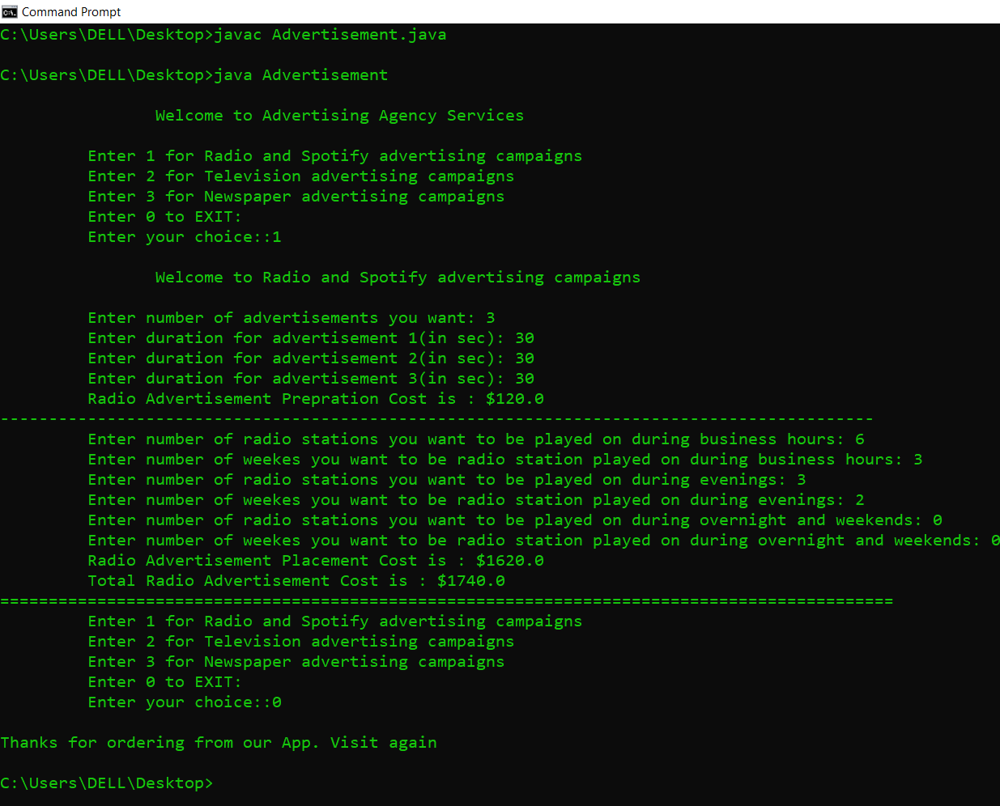 Command Prompt
C:\Users\DELL\Desktop>javac Advertisement.java
C:\Users\DELL\Desktop>java Advertisement
Welcome to Advertising Agency Services
Enter 1 for Radio and Spotify advertising campaigns
Enter 2 for Television advertising campaigns
Enter 3 for Newspaper advertising campaigns
Enter 0 to EXIT:
Enter your choice::1
Welcome to Radio and Spotify advertising campaigns
Enter number of advertisements you want: 3
Enter duration for advertisement 1(in sec): 30
Enter duration for advertisement 2(in sec): 30
Enter duration for advertisement 3(in sec): 30
Radio Advertisement Prepration Cost is : $120.0
------------------------------------------------------------------------------------------
Enter number of radio stations you want to be played on during business hours: 6
Enter number of weekes you want to be radio station played on during business hours: 3
Enter number of radio stations you want to be played on during evenings: 3
Enter number of weekes you want to be radio station played on during evenings: 2
Enter number of radio stations you want to be played on during overnight and weekends: 0
Enter number of weekes you want to be radio station played on during overnight and weekends: 0
Radio Advertisement Placement Cost is : $1620.0
Total Radio Advertisement Cost is : $1740.0
============================================================================================
Enter 1 for Radio and Spotify advertising campaigns
Enter 2 for Television advertising campaigns
Enter 3 for Newspaper advertising campaigns
Enter 0 to EXIT:
Enter your choice::0
Thanks for ordering from our App. Visit again
C:\Users\DELL\Desktop>